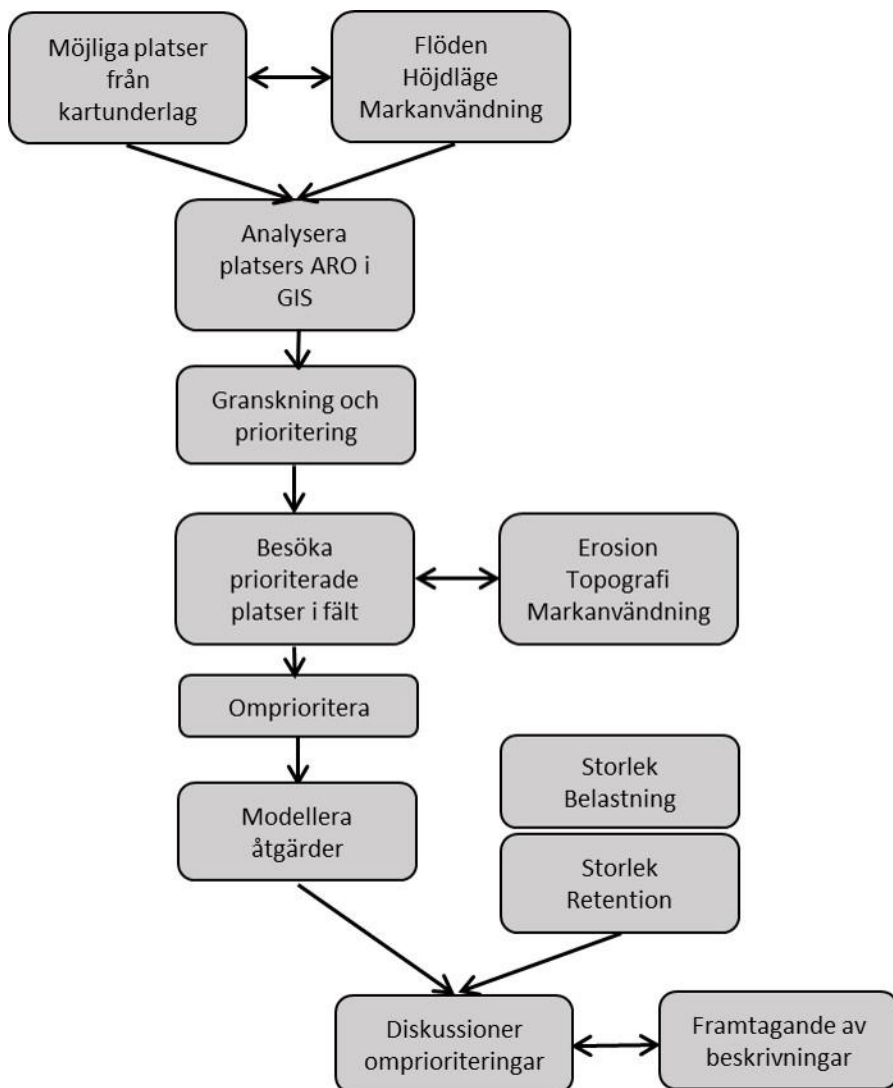 Möjliga platser
från
kartunderlag
Flöden
Höjdläge
Markanvändning
Analysera
platsers ARO i
GIS
Granskning och
prioritering
Besöka
prioriterade
platser i fält
Erosion
Topografi
Markanvändning
Omprioritera
Storlek
Belastning
Modellera
åtgärder
Storlek
Retention
Diskussioner
omprioriteringar
Framtagande av
beskrivningar